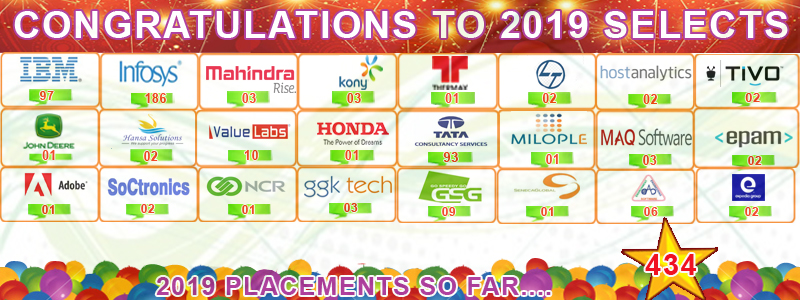 CONGRATULATIONS TO 2019 SELECTS
IBM
97
Infosys
186
Mahindra
Rise.
03
kony
03
THERMAX
01
02
hostanalytics
02
TIVO
02
JOHN DEERE
01
Hansa Solutions
02
ValueLabs
10
HONDA
The Power of Dreams
01
TATA
CONSULTANCY SERVICES
93
MILOPLE
01
MAQ Software
03
<epam>
02
Adobe
01
SoCtronics
02
NCR
01
ggk tech
03
GSG
09
01
06
expedia group
02
434
2019 PLACEMENTS SO FAR....